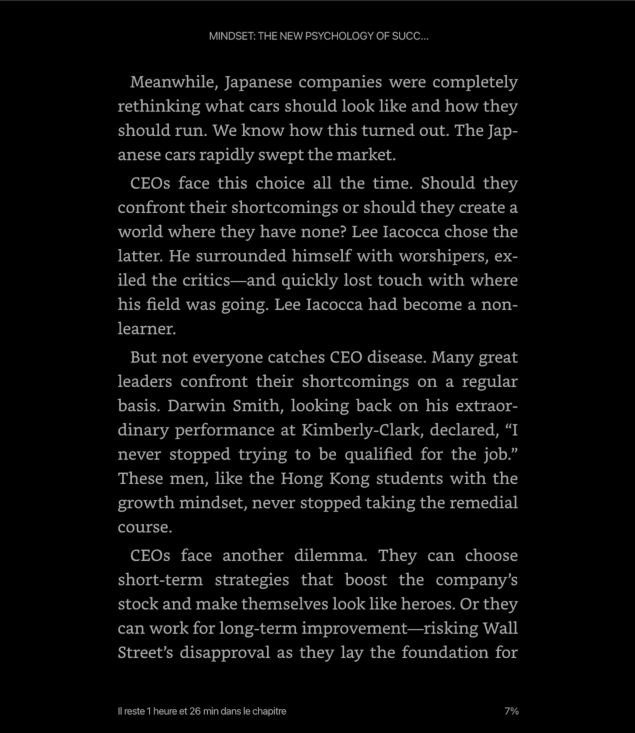 MINDSET: THE NEW PSYCHOLOGY OF SUCC...
Meanwhile, Japanese companies were completely
rethinking what cars should look like and how they
should run. We know how this turned out. The Jap-
anese cars rapidly swept the market.
CEOs face this choice all the time. Should they
confront their shortcomings or should they create a
world where they have none? Lee Iacocca chose the
latter. He surrounded himself with worshipers, ex-
iled the critics—and quickly lost touch with where
his field was going. Lee Iacocca had become a non-
learner.
But not everyone catches CEO disease. Many great
leaders confront their shortcomings on a regular
basis. Darwin Smith, looking back on his extraor-
dinary performance at Kimberly-Clark, declared, “I
never stopped trying to be qualified for the job.”
These men, like the Hong Kong students with the
growth mindset, never stopped taking the remedial
course.
CEOs face another dilemma. They can choose
short-term strategies that boost the company’s
stock and make themselves look like heroes. Or they
can work for long-term improvement—risking Wall
Street’s disapproval as they lay the foundation for
Il reste 1 heure et 26 min dans le chapitre
7%